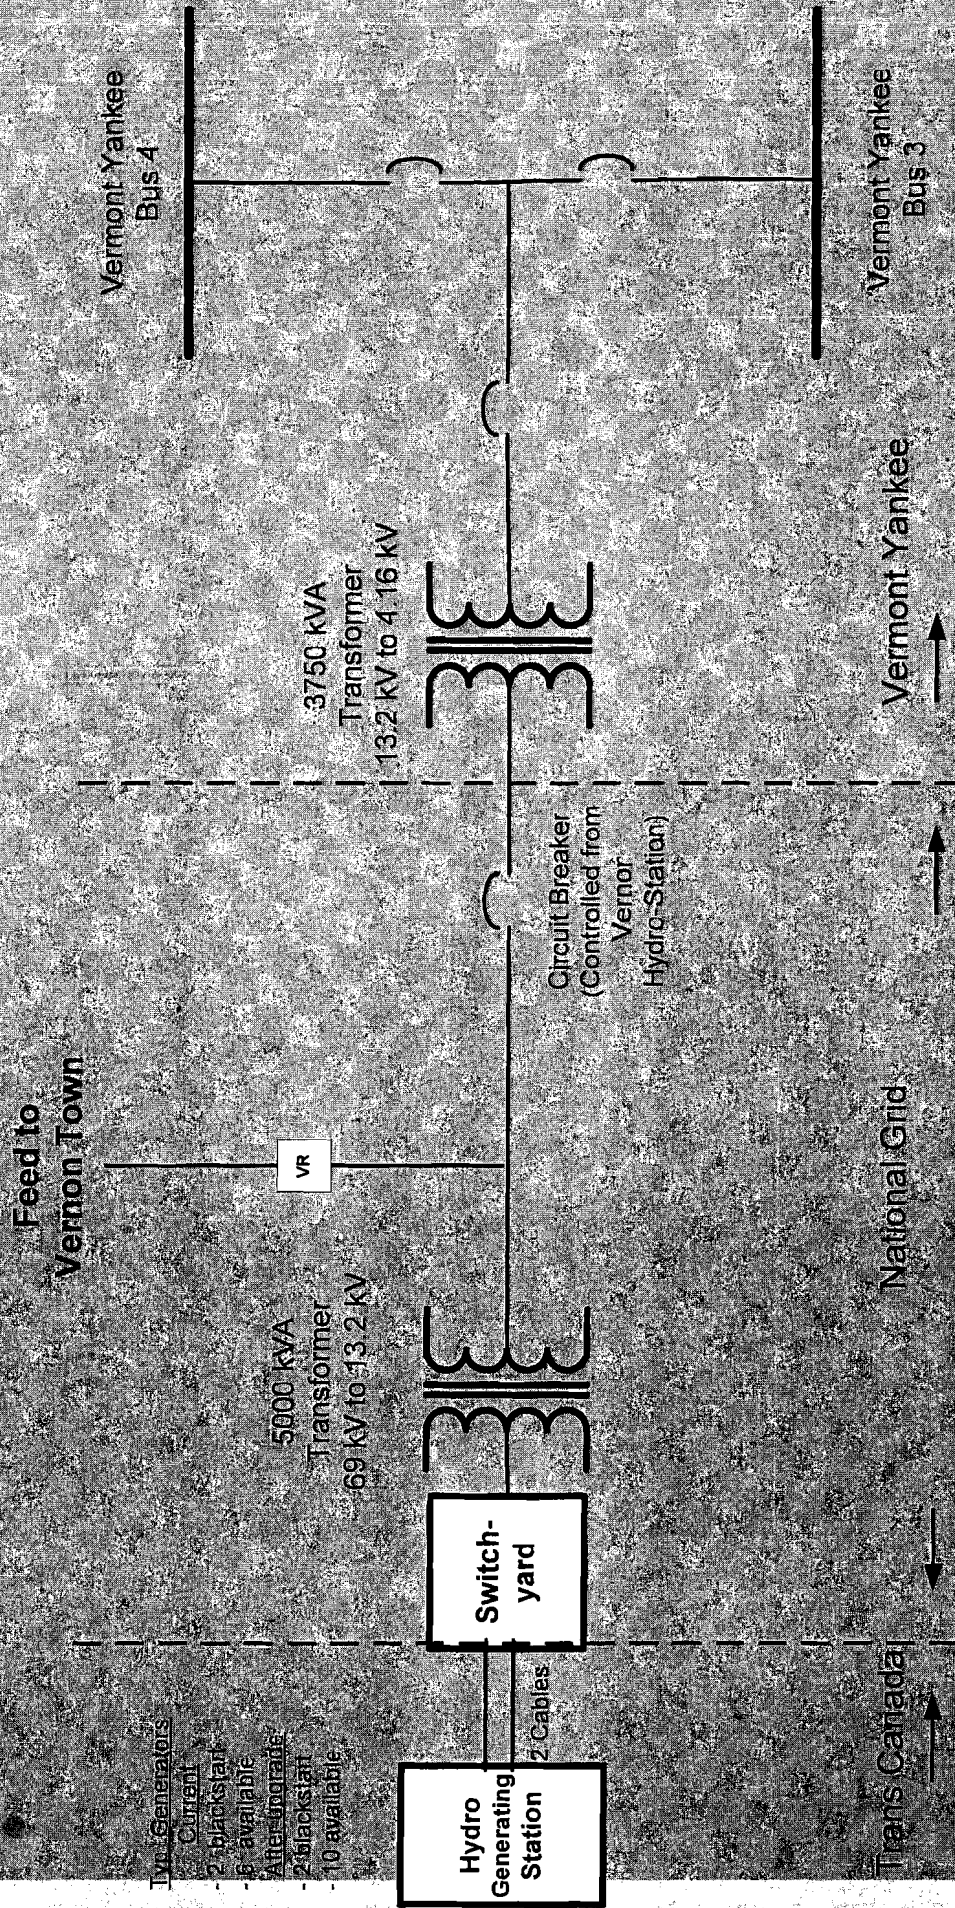 Feed to
Vernon Town
VR
Typ. Generators
Current
- 2 blackstart
- 6 available
After Upgrade
- 2 blackstart
- 10 available
5000 kVA
Transformer
69 kV to 13.2 kV
3750 kVA
Transformer
13.2 kV to 4.16 kV
Vermont Yankee
Bus 4
Hydro
Generating
Station
2 Cables
Switch-
yard
Circuit Breaker
(Controlled from
Vernor
Hydro-Station)
Vermont Yankee
Bus 3
Trans Canada
National Grid
Vermont Yankee